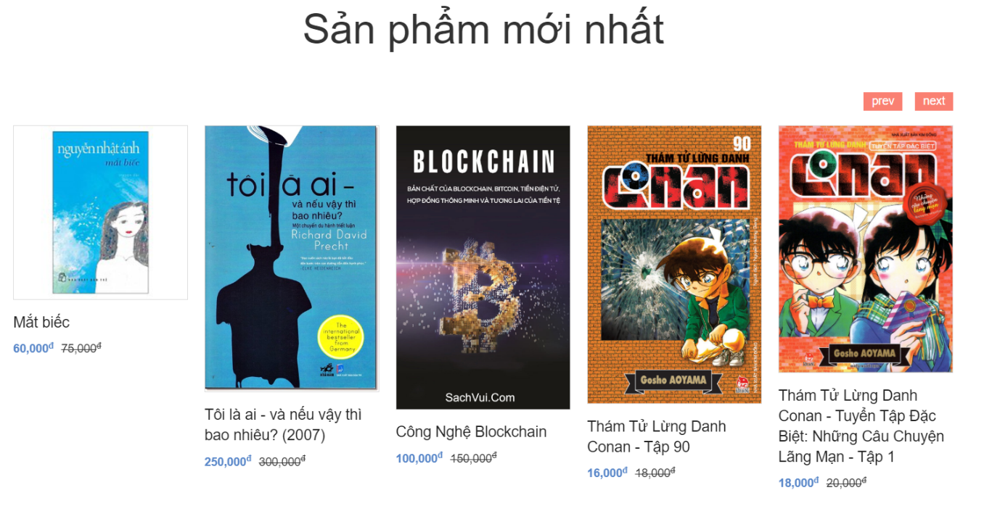 Sản phẩm mới nhất
prev
next
nguyễn nhật ánh
mắt biếc
NHÀ XUẤT BẢN TRẺ
Mắt biếc
60,000đ 75,000đ
tôi là ai –
và nếu vậy thì
bao nhiêu?
Một chuyến du hành triết luận
Richard David
Precht
-ELKE HEIDENREICH
The
international
bestseller
from
Germany
Tôi là ai - và nếu vậy thì
bao nhiêu? (2007)
250,000đ 300,000đ
BLOCKCHAIN
BẢN CHẤT CỦA BLOCKCHAIN, BITCOIN, TIỀN ĐIỆN TỬ,
HỢP ĐỒNG THÔNG MINH VÀ TƯƠNG LAI CỦA TIỀN TỆ
SachVui.Com
Công Nghệ Blockchain
100,000đ 150,000đ
90
THÁM TỬ LỪNG DANH
Conan
Gosho AOYAMA
Thám Tử Lừng Danh
Conan - Tập 90
16,000đ 18,000đ
NHÀ XUẤT BẢN KIM ĐỒNG
THÁM TỬ LỪNG DANH
TUYỂN TẬP ĐẶC BIỆT
Conan
Những
câu chuyện
lãng mạn
Gosho AOYAMA
Thám Tử Lừng Danh
Conan - Tuyển Tập Đặc
Biệt: Những Câu Chuyện
Lãng Mạn - Tập 1
18,000đ 20,000đ